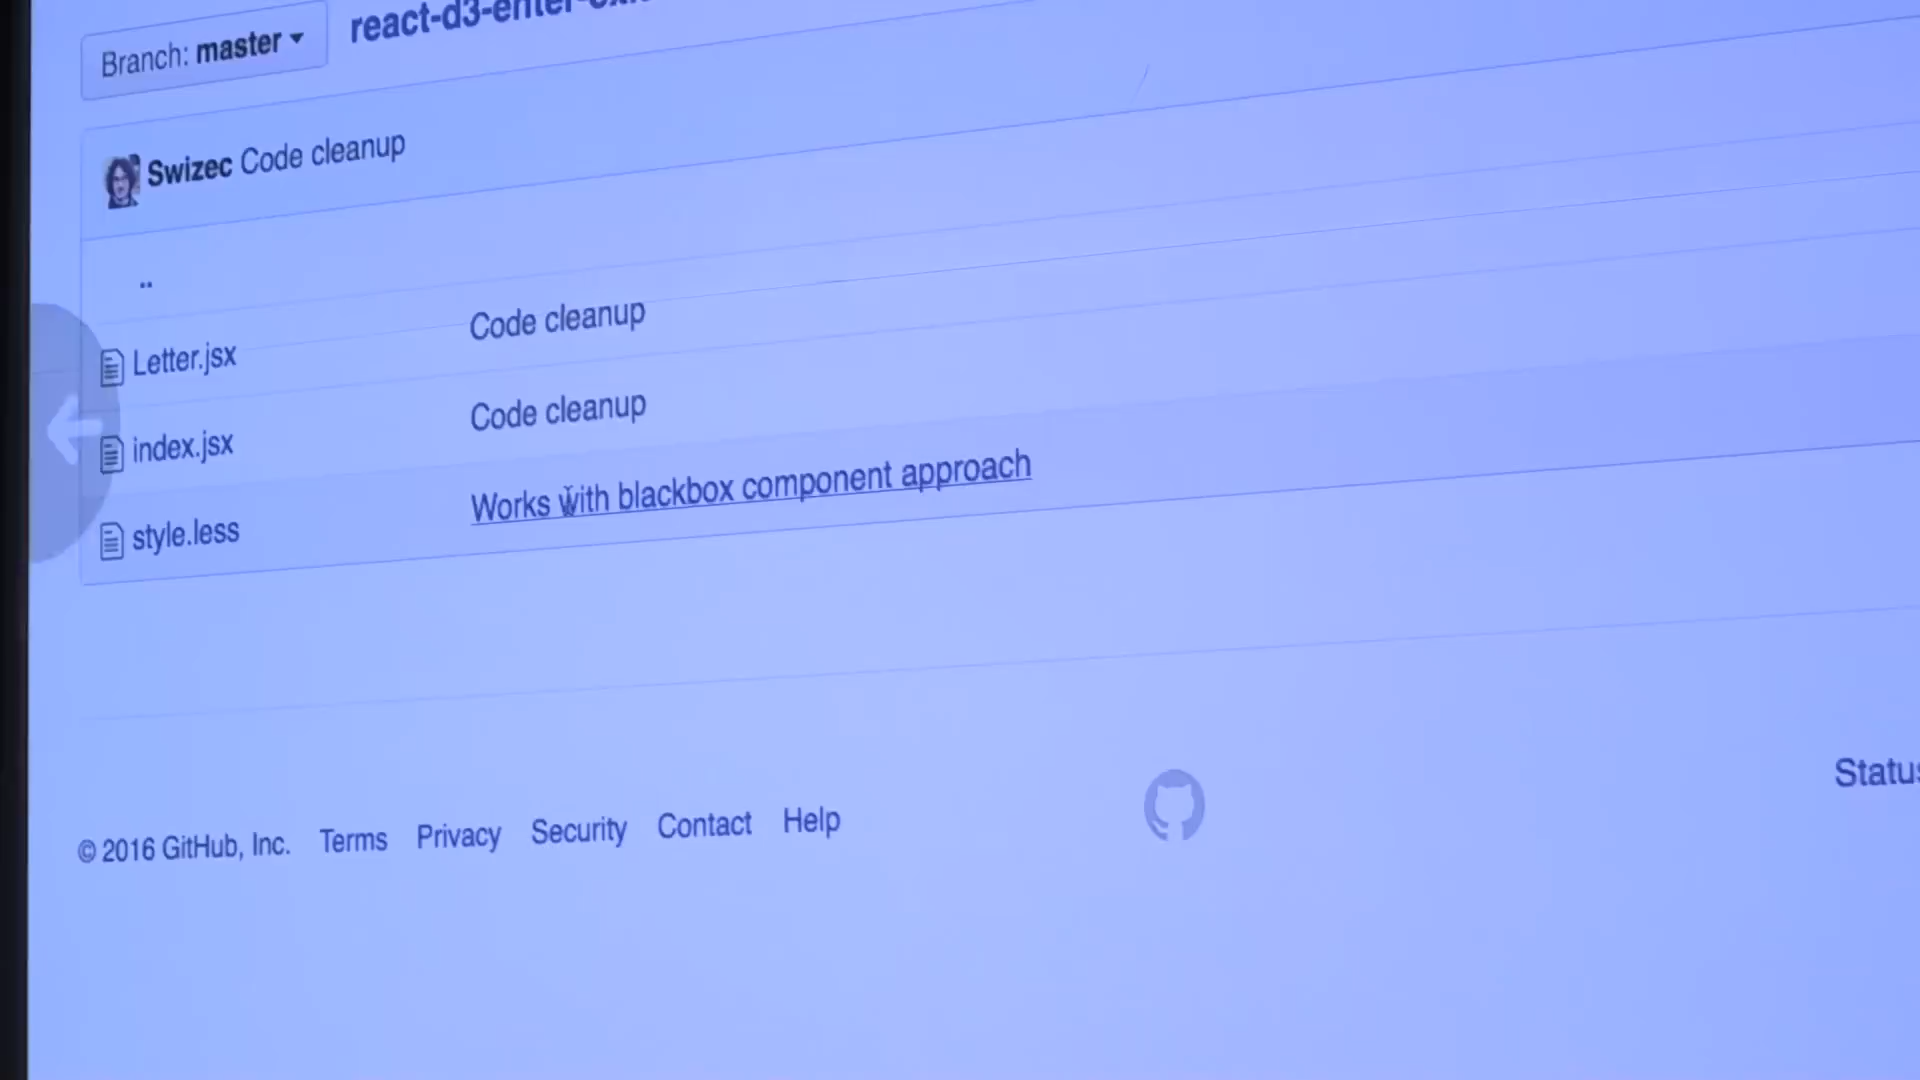 Branch: master
Swizec Code cleanup
..
Letter.jsx Code cleanup
index.jsx Code cleanup
style.less Works with blackbox component approach
© 2016 GitHub, Inc. Terms Privacy Security Contact Help